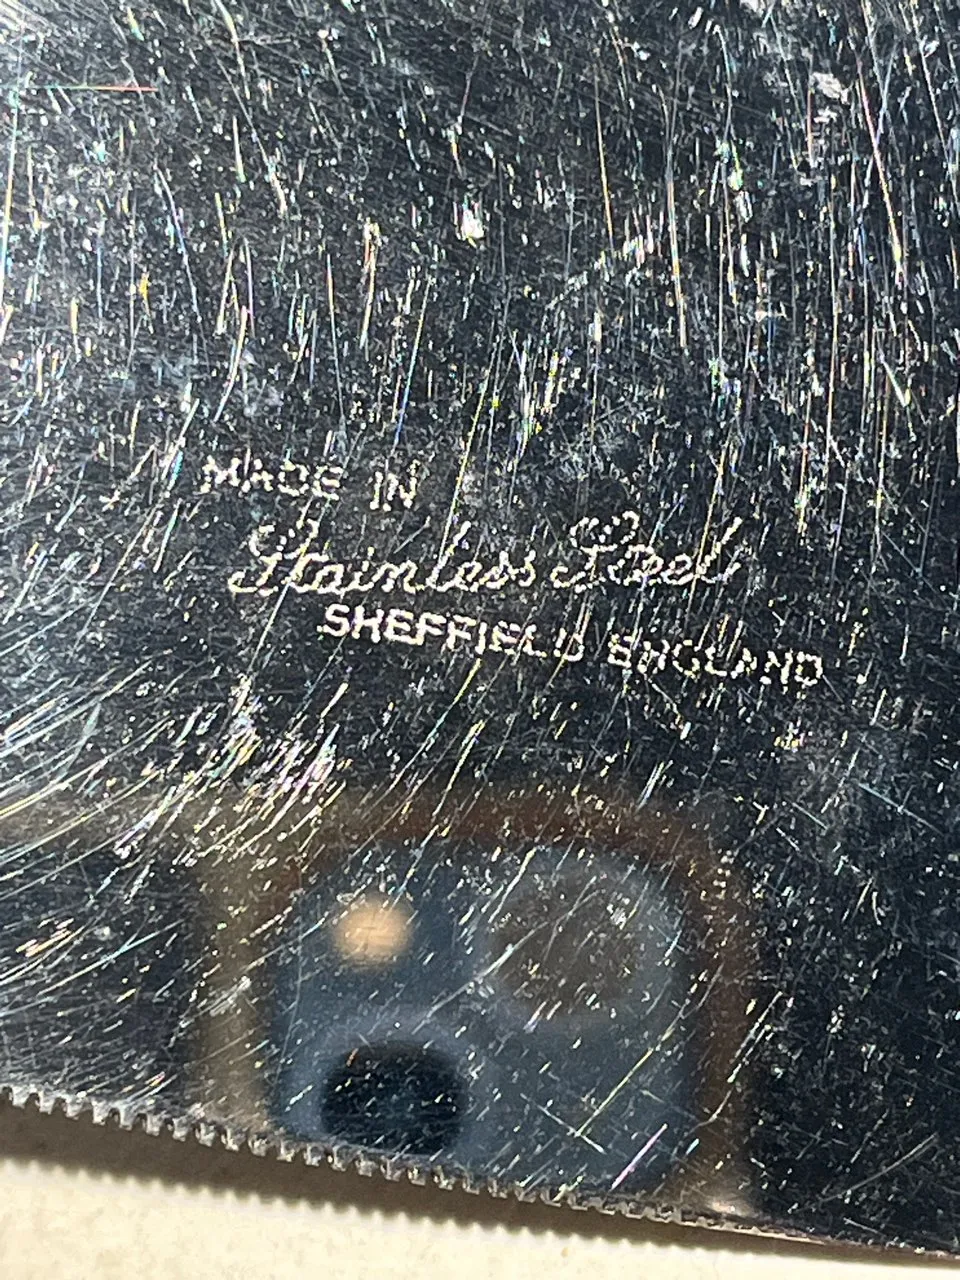 MADE IN
Stainless Steel
SHEFFIELD ENGLAND